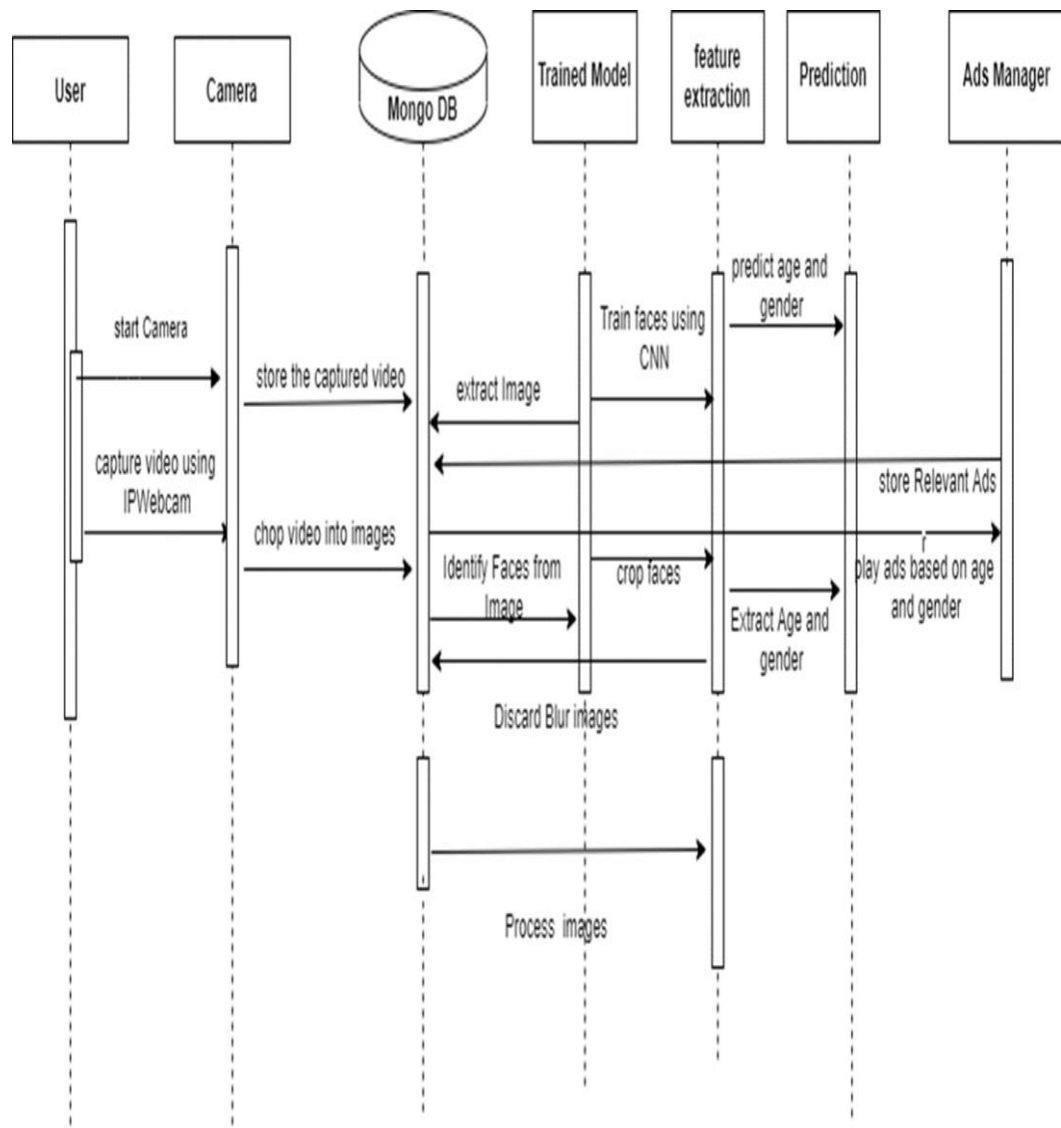 User
Camera
Mongo DB
Trained Model
feature
extraction
Prediction
Ads Manager
predict age and
gender
start Camera
Train faces using
CNN
store the captured video
extract Image
capture video using
IPWebcam
store Relevant Ads
chop video into images
r
Identify Faces from
Image
crop faces
play ads based on age
and gender
Extract Age and
gender
Discard Blur images
Process images